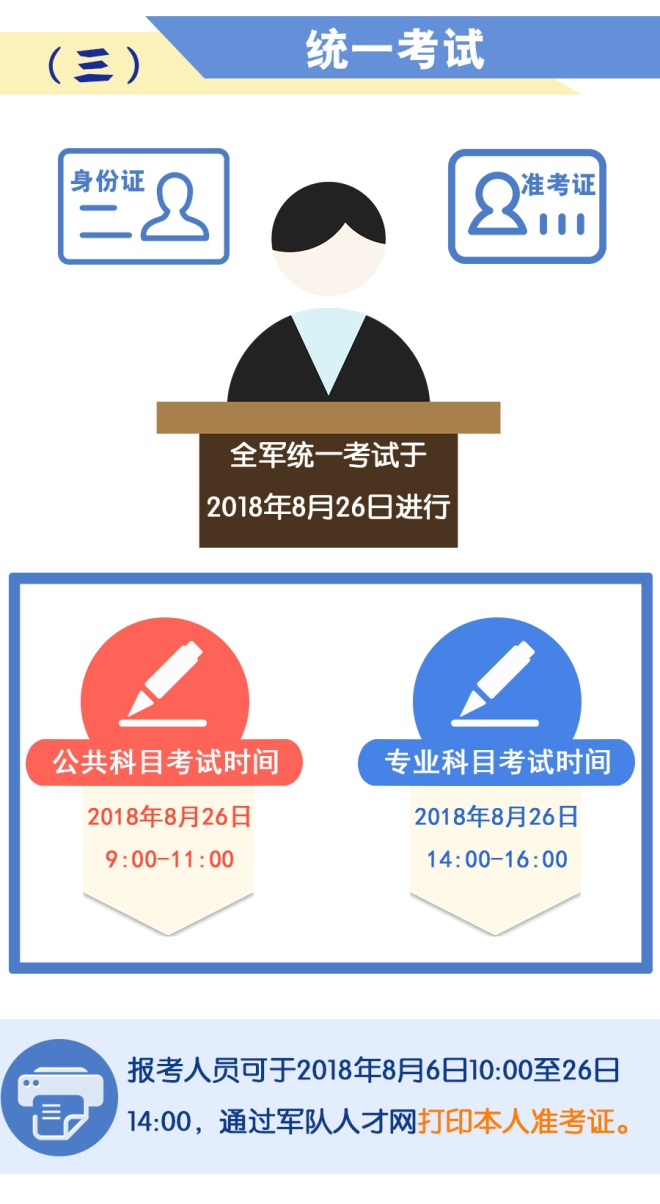 （三）
统一考试
身份证
准考证
全军统一考试于
2018年8月26日进行
公共科目考试时间
2018年8月26日
9:00-11:00
专业科目考试时间
2018年8月26日
14:00-16:00
报考人员可于2018年8月6日10:00至26日
14:00，通过军队人才网打印本人准考证。